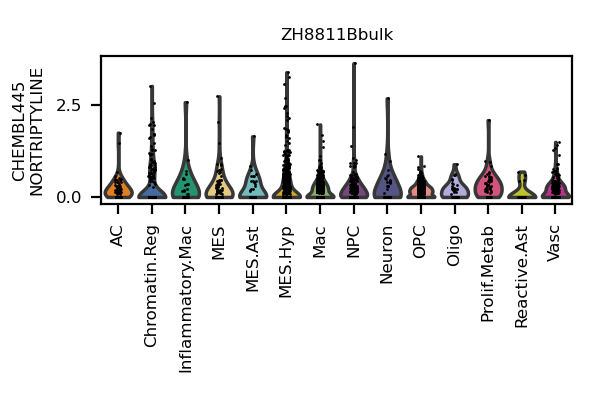 ZH8811Bbulk
CHEMBL445
NORTRIPTYLINE
2.5
0.0
AC
Chromatin.Reg
Inflammatory.Mac
MES
MES.Ast
MES.Hyp
Mac
NPC
Neuron
OPC
Oligo
Prolif.Metab
Reactive.Ast
Vasc